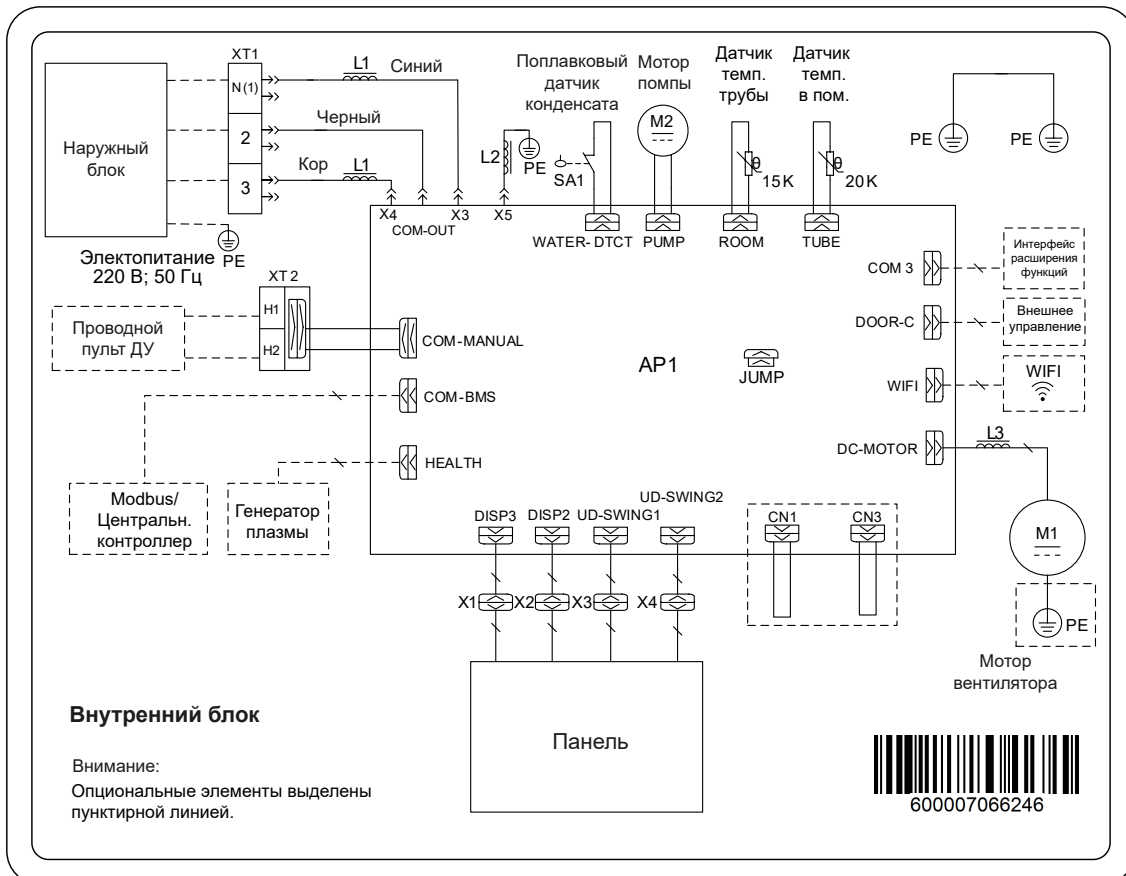 XT1
L1
Синий
N(1)
Черный
2
Кор
L1
3
Наружный
блок
PE
Электопитание
220 В; 50 Гц
L2
PE
Поплавковый
датчик
конденсата
SA1
Мотор
помпы
M2
Датчик
темп.
трубы
θ
15K
Датчик
темп.
в пом.
θ
20K
PE
PE
X4
COM-OUT
X3
X5
WATER-DTCT
PUMP
ROOM
TUBE
XT2
H1
H2
Проводной
пульт ДУ
COM-MANUAL
COM-BMS
HEALTH
Modbus/
Центральн.
контроллер
Генератор
плазмы
AP1
JUMP
COM 3
Интерфейс
расширения
функций
DOOR-C
Внешнее
управление
WIFI
WIFI
DC-MOTOR
L3
M1
PE
Мотор
вентилятора
DISP3
DISP2
UD-SWING1
UD-SWING2
CN1
CN3
X1
X2
X3
X4
Панель
Внутренний блок
Внимание:
Опциональные элементы выделены
пунктирной линией.
600007066246